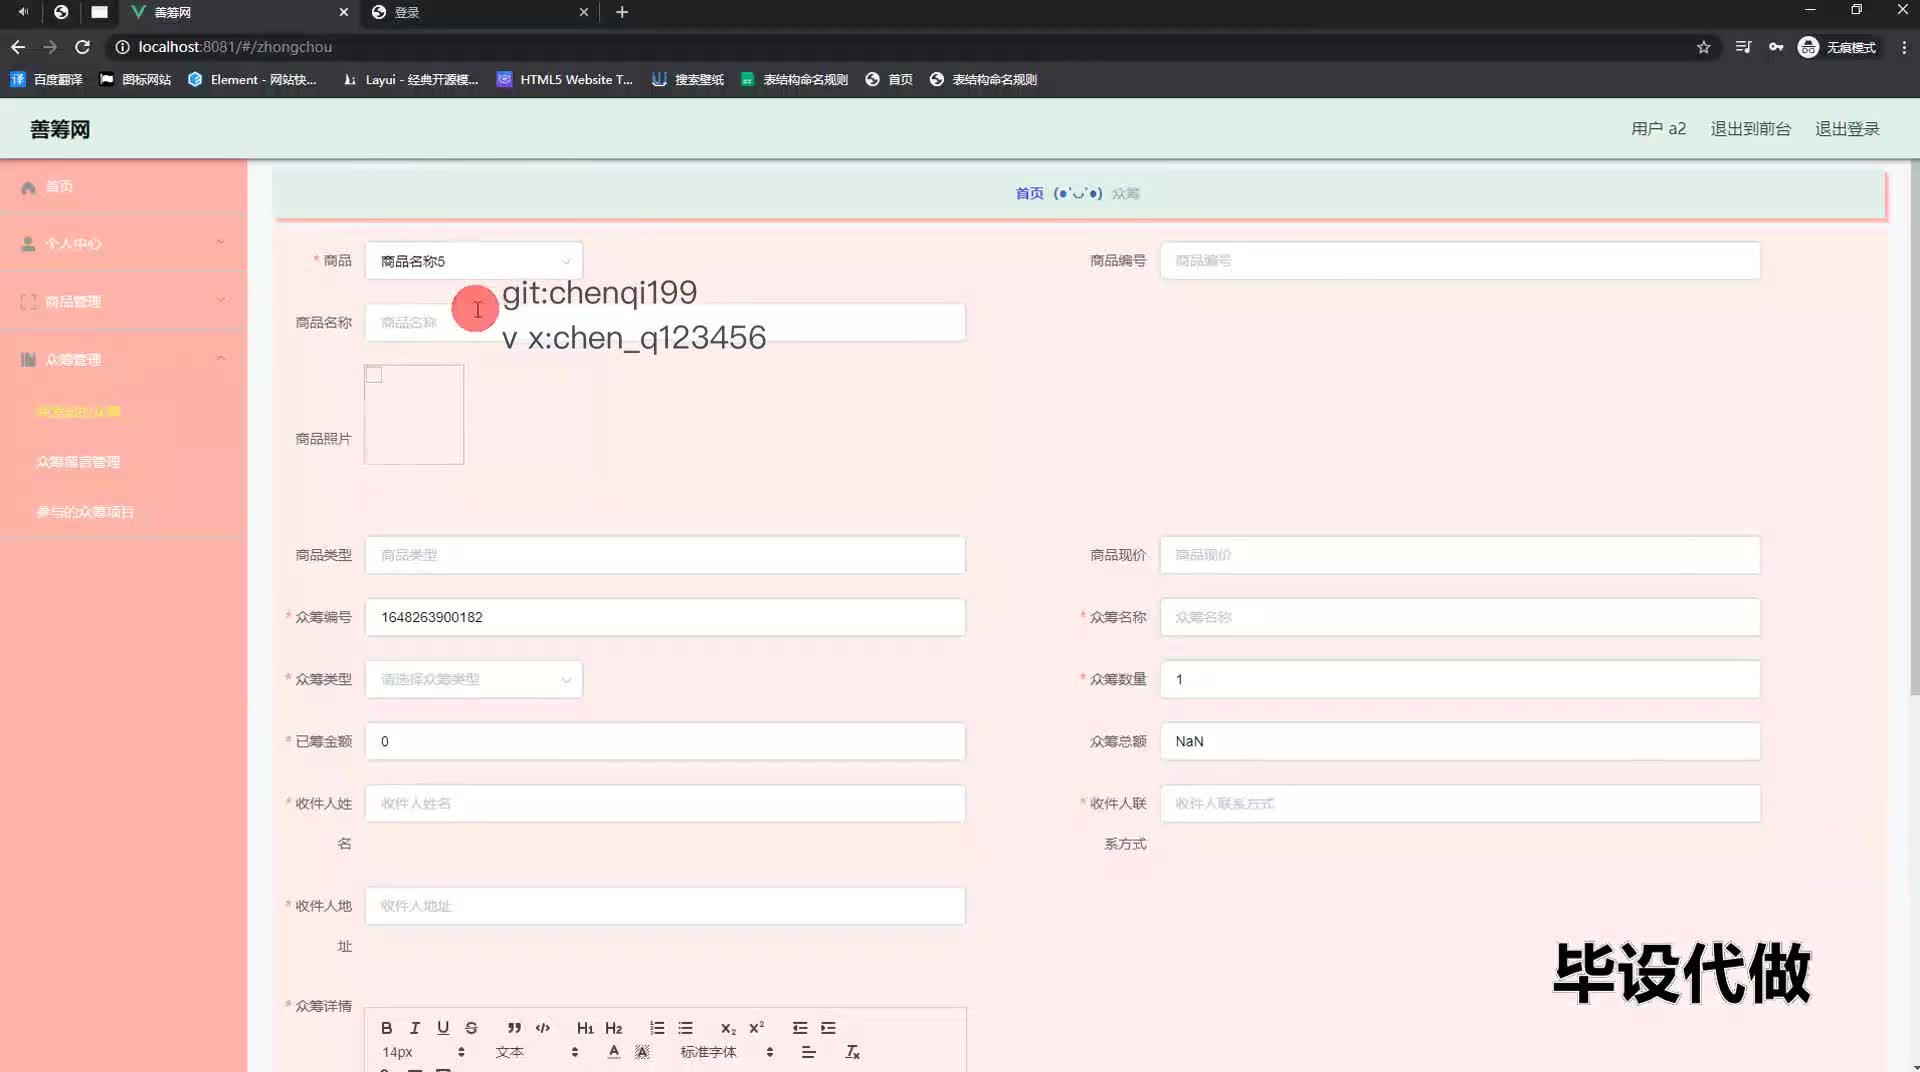 善筹网
登录
localhost:8081/#/zhongchou
无痕模式
百度翻译
图标网站
Element - 网站快...
Layui - 经典开源模...
HTML5 Website T...
搜索壁纸
表结构命名规则
首页
表结构命名规则
善筹网
用户 a2
退出到前台
退出登录
首页
个人中心
商品管理
众筹管理
众筹留言管理
参与的众筹项目
首页 (●'◡'●) 众筹
* 商品 商品名称5
商品编号 商品编号
git:chenqi199
商品名称 商品名称
v x:chen_q123456
商品照片
商品类型 商品类型
商品现价 商品现价
* 众筹编号 1648263900182
* 众筹名称 众筹名称
* 众筹类型 请选择众筹类型
* 众筹数量 1
* 已筹金额 0
众筹总额 NaN
* 收件人姓名 收件人姓名
* 收件人联系方式 收件人联系方式
* 收件人地址 收件人地址
毕设代做
* 众筹详情
B I U S ” </> H1 H2 x₂ x²
14px 文本 A A 标准字体 Tx